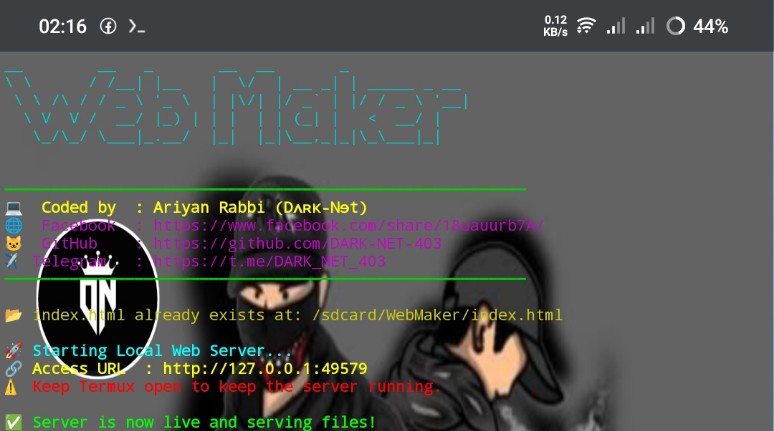 02:16 0.12 KB/s 44%
Web Maker
💻 Coded by : Ariyan Rabbi (Dᴀʀᴋ-Nɘt)
🌐 Facebook : https://www.facebook.com/share/18uauurb7A/
🐱 GitHub : https://github.com/DARK-NET-403
✈️ Telegram : https://t.me/DARK_NET_403
DN
📂 index.html already exists at: /sdcard/WebMaker/index.html
🚀 Starting Local Web Server...
🔗 Access URL : http://127.0.0.1:49579
⚠️ Keep Termux open to keep the server running.
✅ Server is now live and serving files!